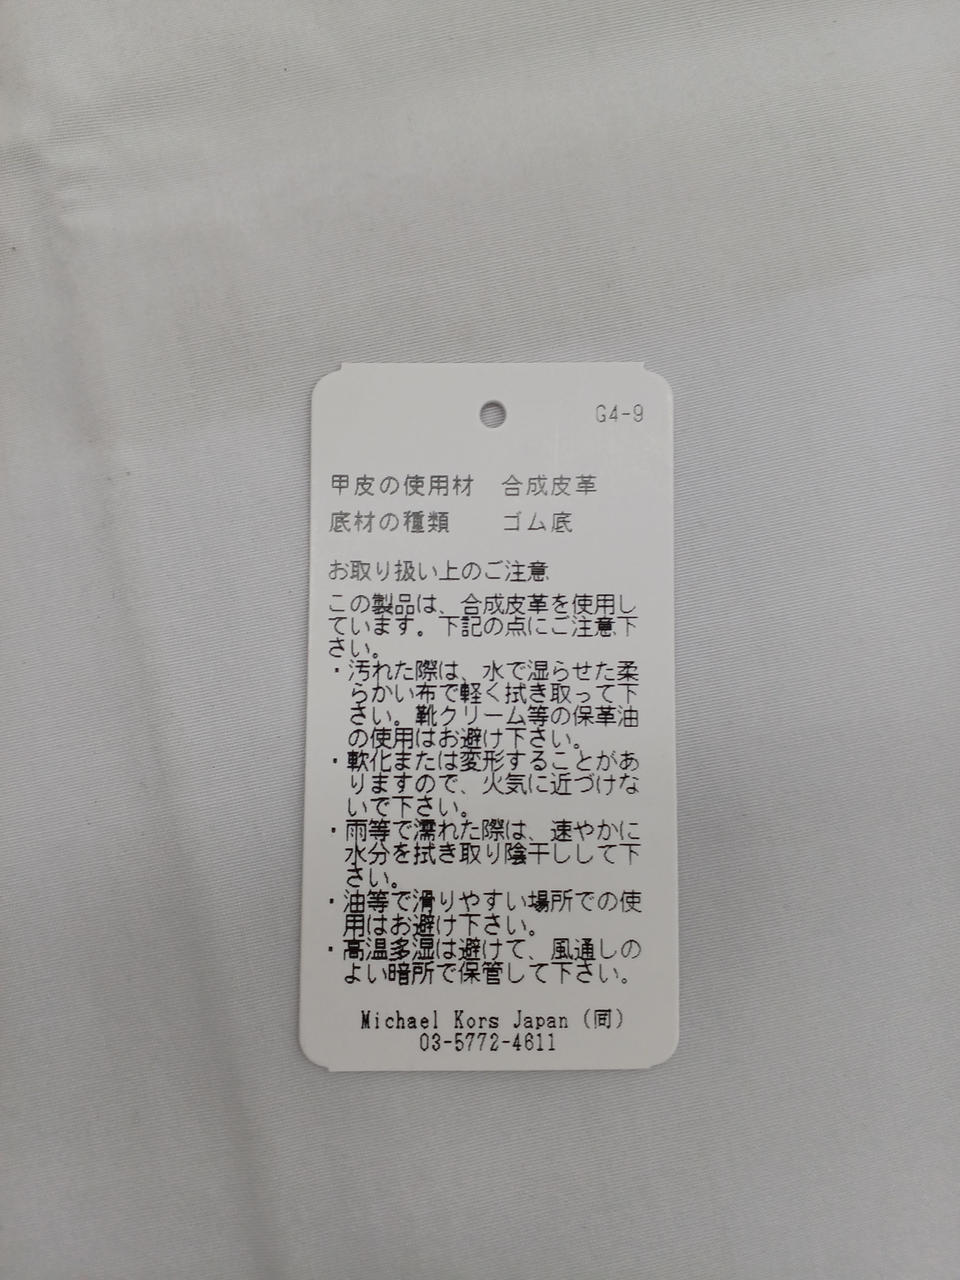 G4-9
甲皮の使用材　合成皮革
底材の種類　　ゴム底
お取り扱い上のご注意
この製品は、合成皮革を使用し
ています。下記の点にご注意下
さい。
・汚れた際は、水で湿らせた柔
らかい布で軽く拭き取って下
さい。靴クリーム等の保革油
の使用はお避け下さい。
・軟化または変形することがあ
りますので、火気に近づけな
いで下さい。
・雨等で濡れた際は、速やかに
水分を拭き取り陰干しして下
さい。
・油等で滑りやすい場所での使
用はお避け下さい。
・高温多湿は避けて、風通しの
よい暗所で保管して下さい。
Michael Kors Japan（同）
03-5772-4611